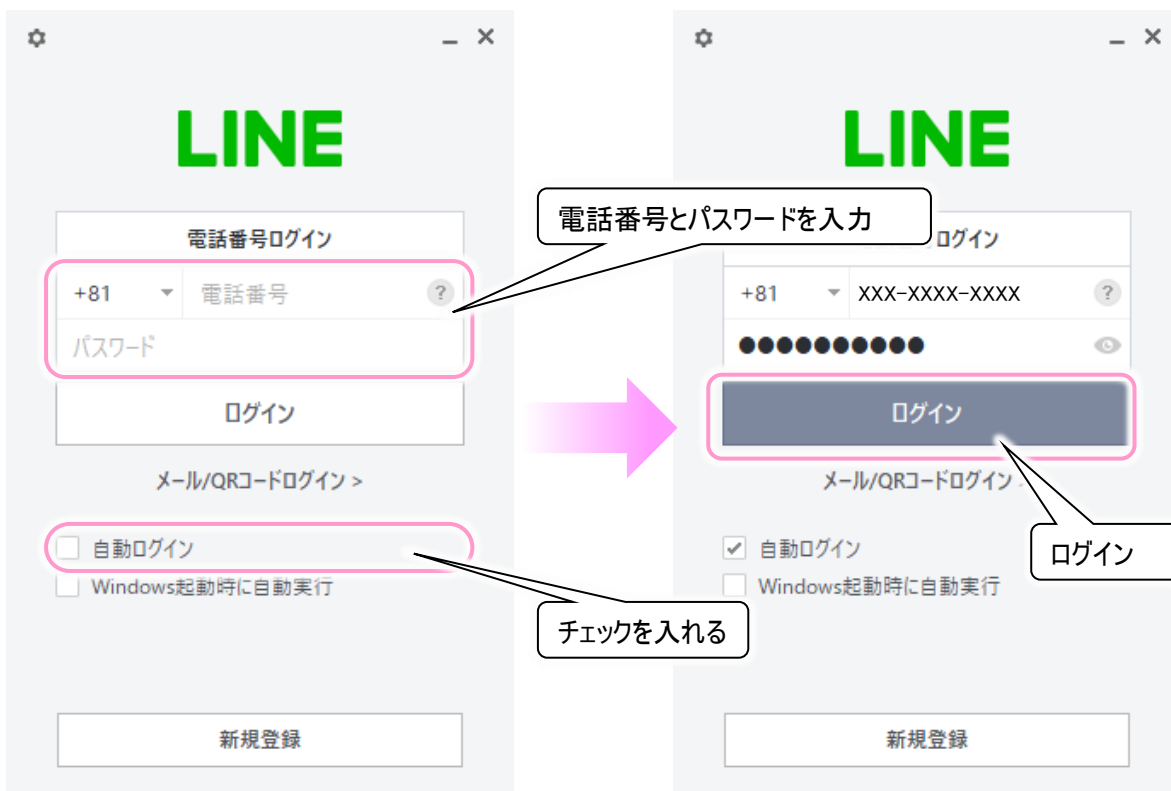 LINE
電話番号ログイン
+81 電話番号 ?
パスワード
ログイン
メール/QRコードログイン >
自動ログイン
Windows起動時に自動実行
新規登録
電話番号とパスワードを入力
チェックを入れる
LINE
ログイン
+81 XXX-XXXX-XXXX ?
●●●●●●●●●●
ログイン
メール/QRコードログイン
自動ログイン
Windows起動時に自動実行
新規登録
ログイン